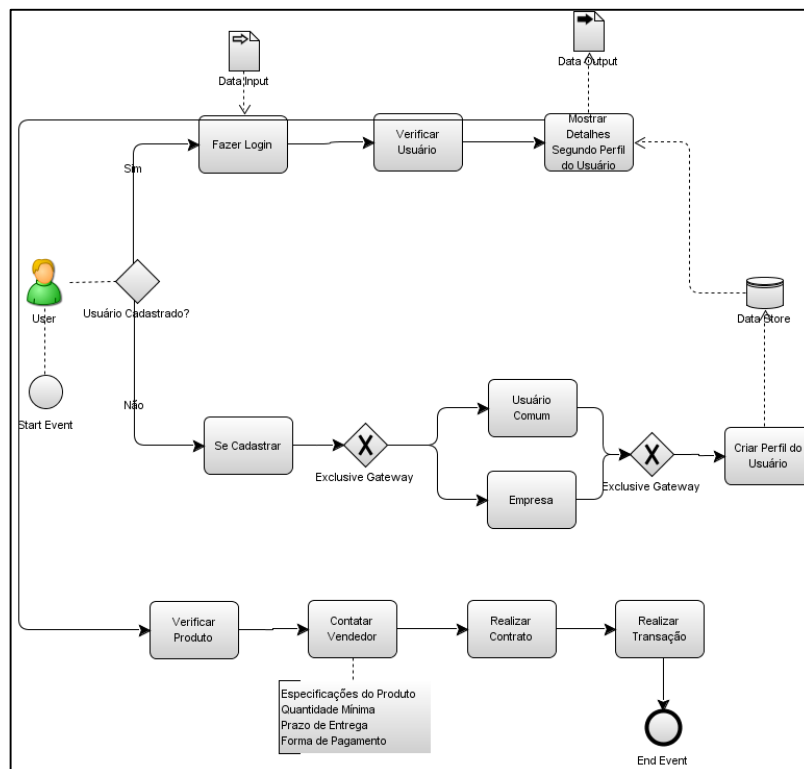 Data Input
Data Output
Fazer Login
Verificar
Usuário
Mostrar
Detalhes
Segundo Perfil
do Usuário
Sim
User
Usuário Cadastrado?
Data Store
Start Event
Não
Se Cadastrar
Exclusive Gateway
Usuário
Comum
Empresa
Exclusive Gateway
Criar Perfil do
Usuário
Verificar
Produto
Contatar
Vendedor
Realizar
Contrato
Realizar
Transação
Especificações do Produto
Quantidade Mínima
Prazo de Entrega
Forma de Pagamento
End Event